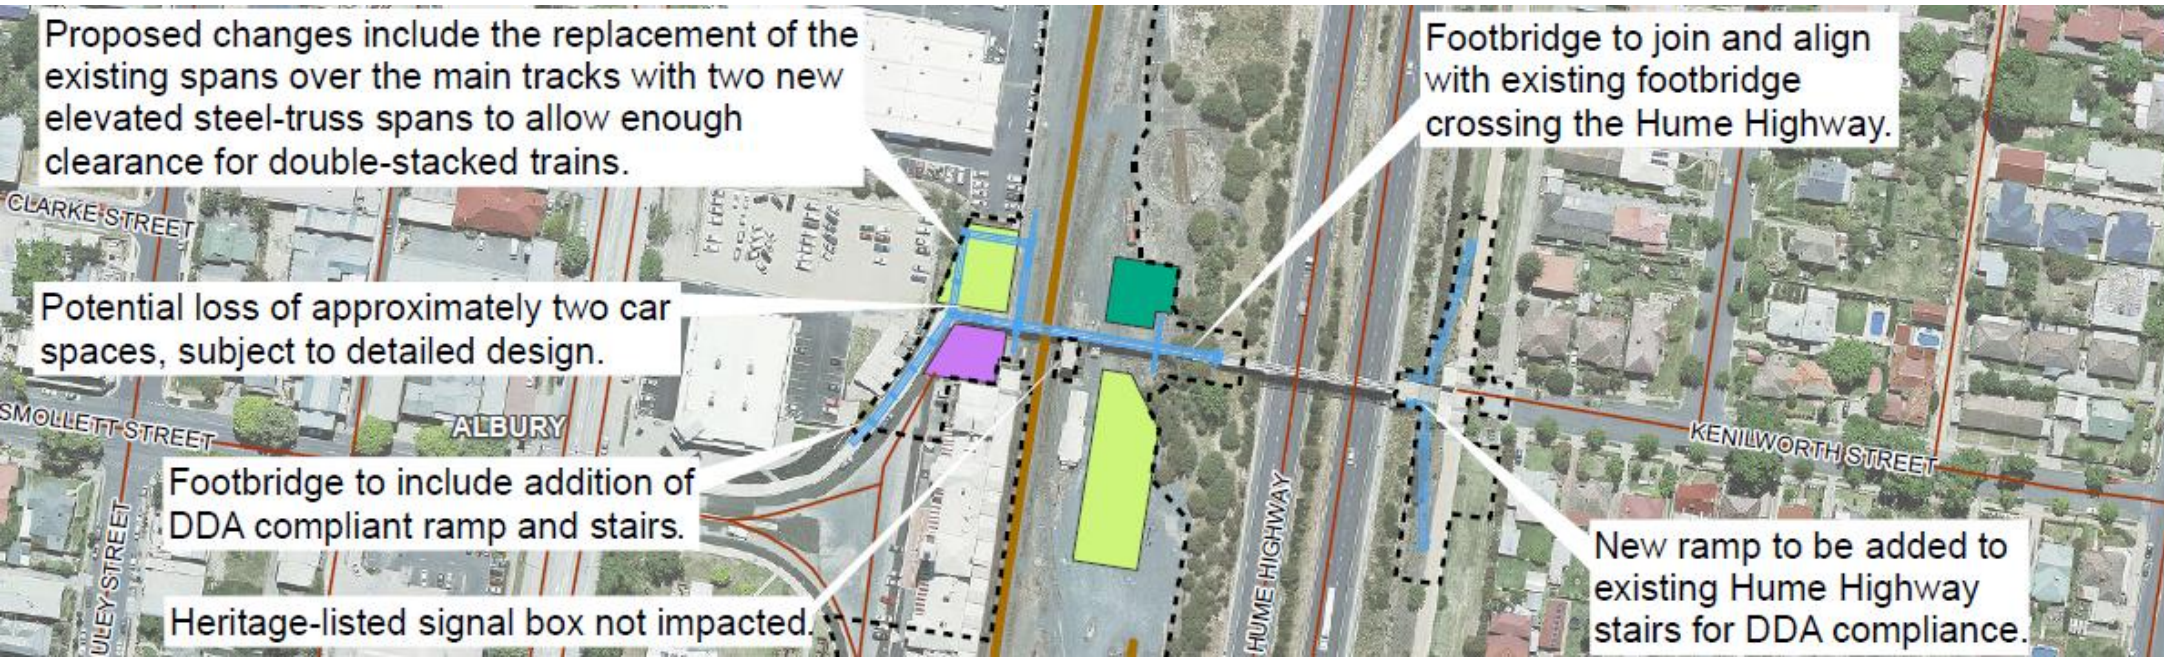 Proposed changes include the replacement of the
existing spans over the main tracks with two new
elevated steel-truss spans to allow enough
clearance for double-stacked trains.
Footbridge to join and align
with existing footbridge
crossing the Hume Highway.
CLARKE STREET
Potential loss of approximately two car
spaces, subject to detailed design.
SMOLLETT STREET
ALBURY
KENILWORTH STREET
Footbridge to include addition of
DDA compliant ramp and stairs.
ULEY STREET
HUME HIGHWAY
New ramp to be added to
existing Hume Highway
stairs for DDA compliance.
Heritage-listed signal box not impacted.